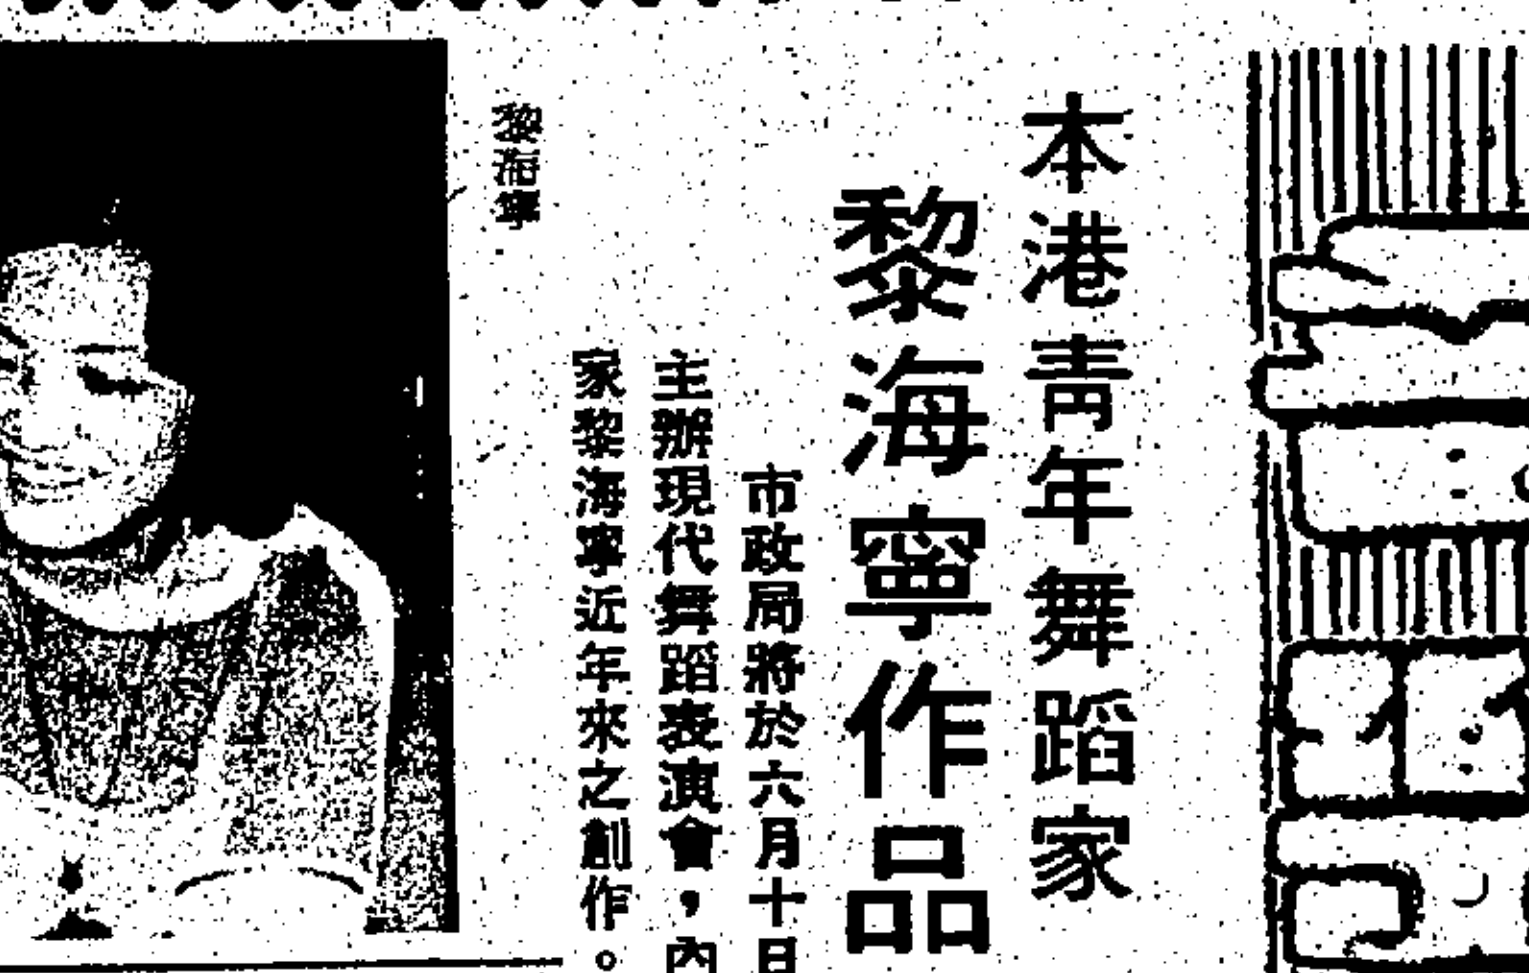 本港青年舞蹈家
黎海寧作品
市政局將於六月十日
主辦現代舞蹈表演會，內
家黎海寧近年來之創作。
黎海寧